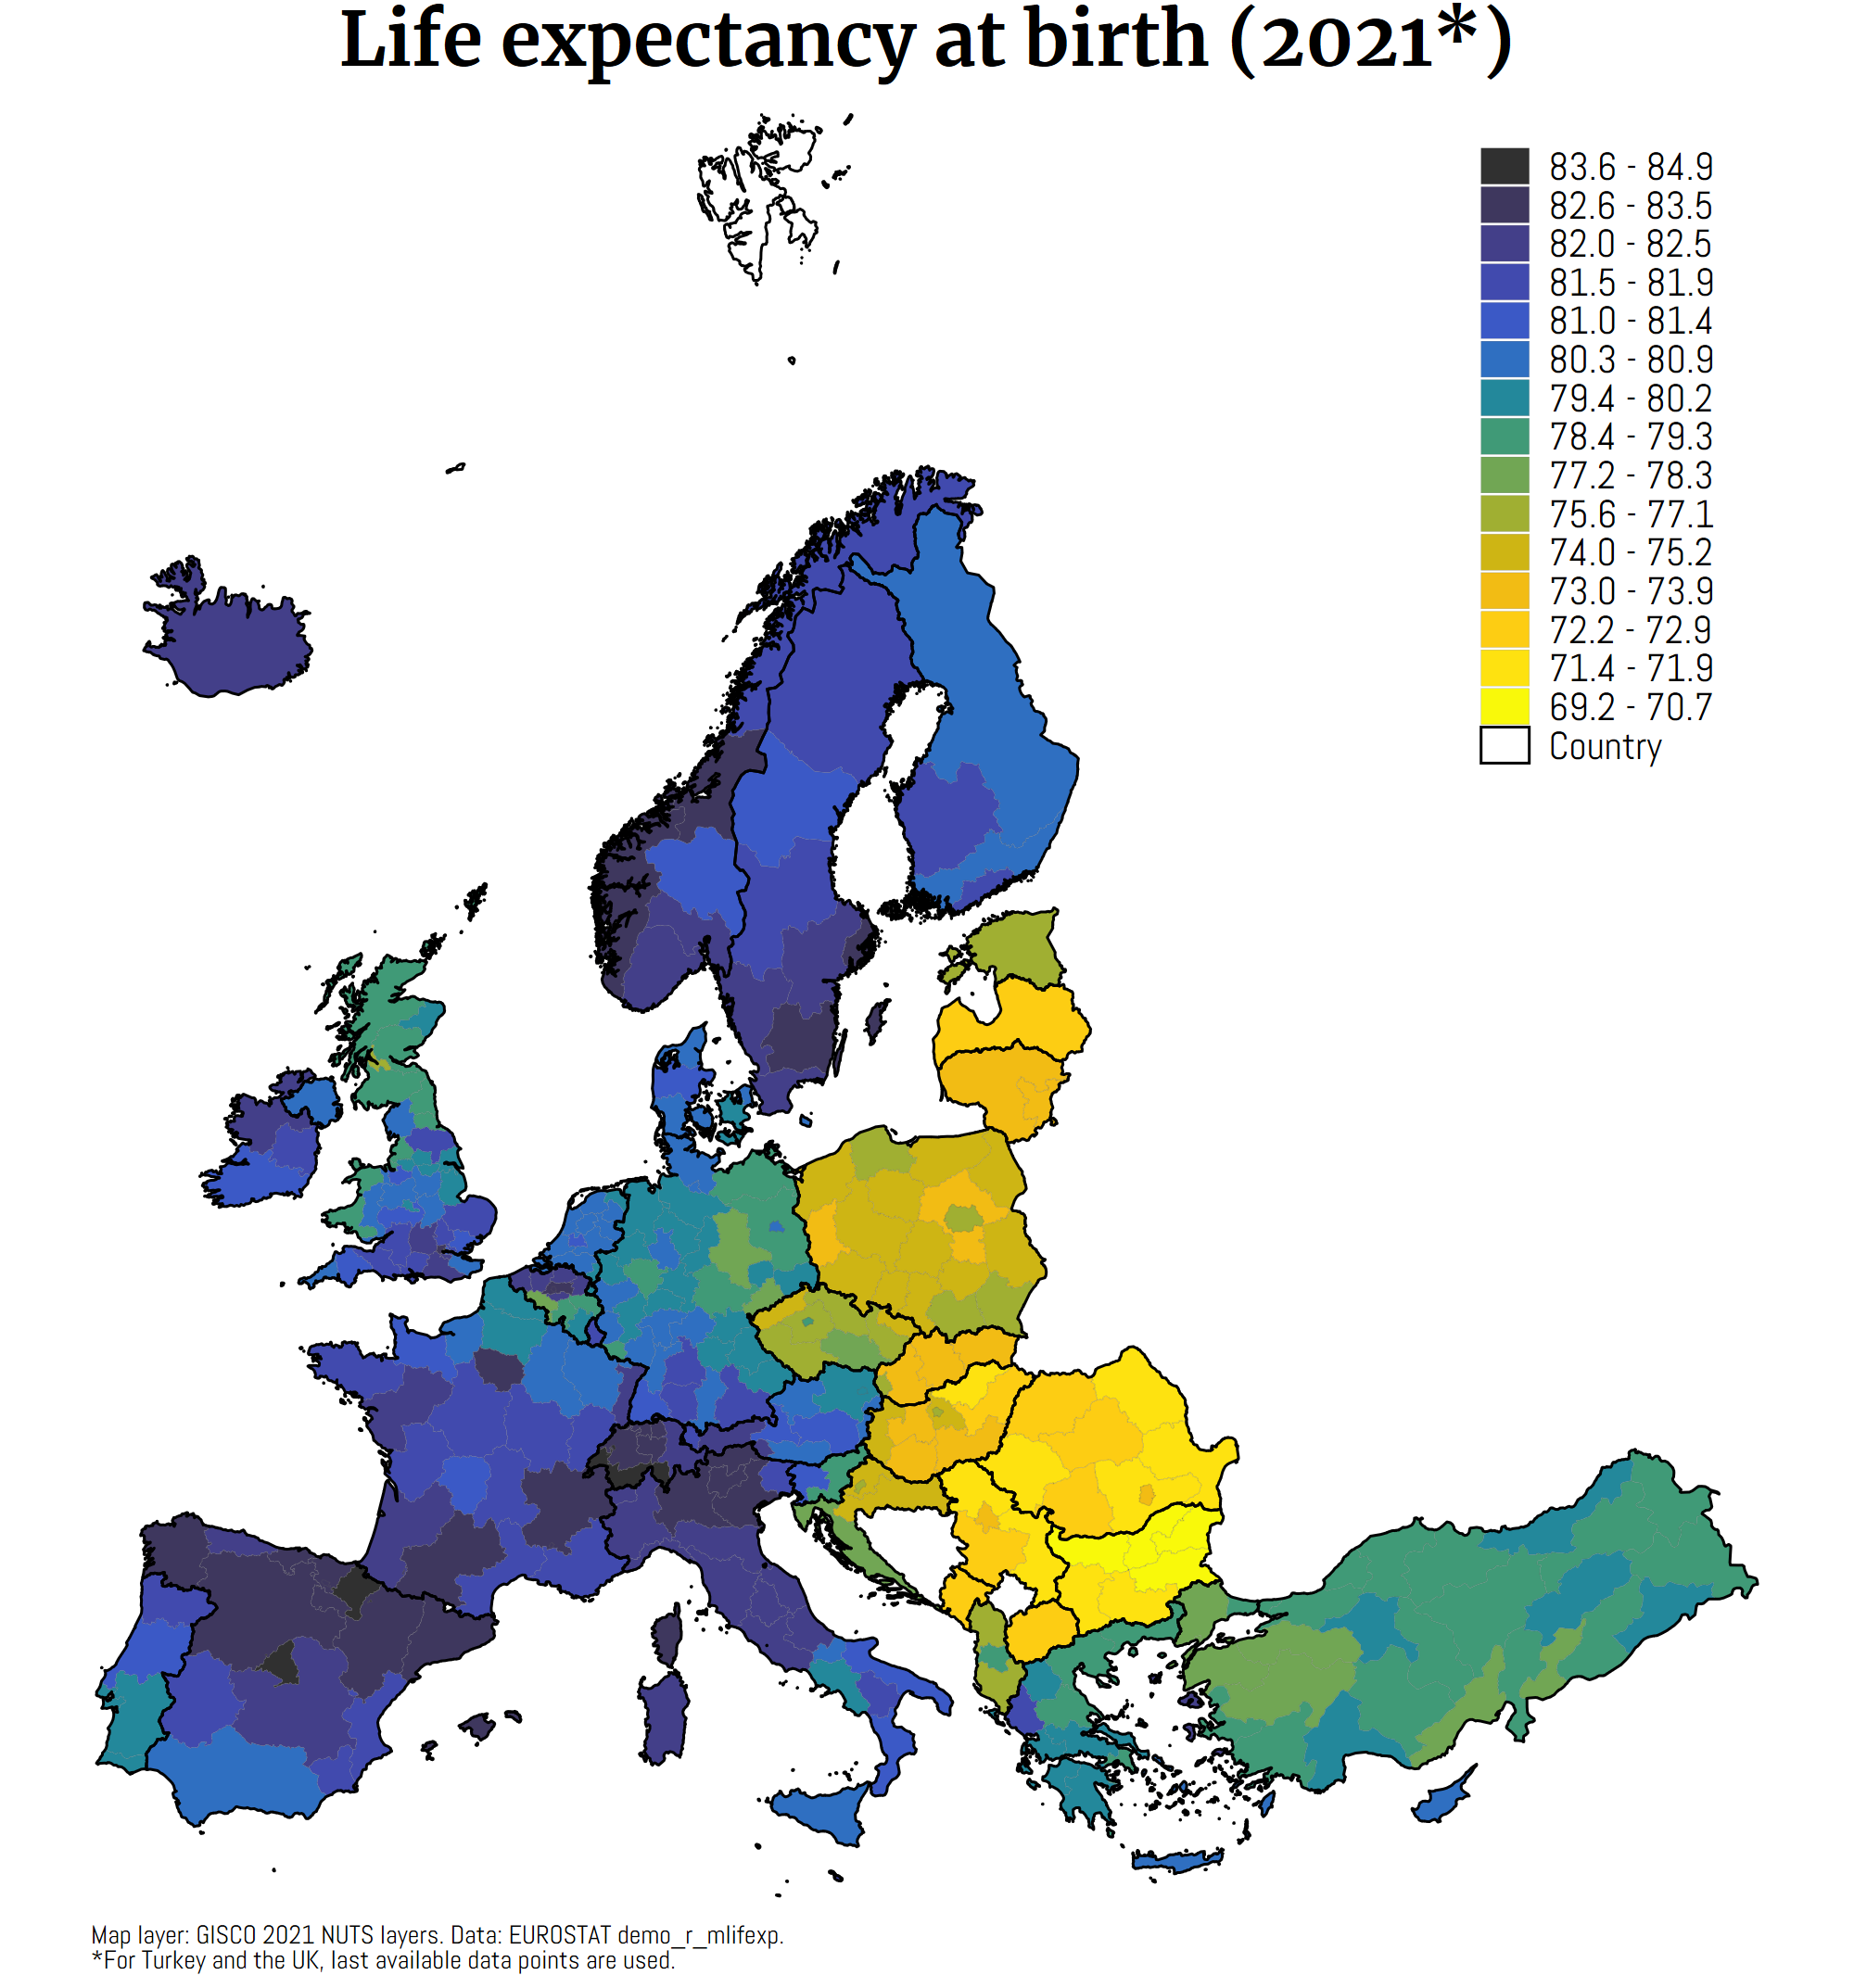 Life expectancy at birth (2021*)
83.6 - 84.9
82.6 - 83.5
82.0 - 82.5
81.5 - 81.9
81.0 - 81.4
80.3 - 80.9
79.4 - 80.2
78.4 - 79.3
77.2 - 78.3
75.6 - 77.1
74.0 - 75.2
73.0 - 73.9
72.2 - 72.9
71.4 - 71.9
69.2 - 70.7
Country
Map layer: GISCO 2021 NUTS layers. Data: EUROSTAT demo_r_mlifexp.
*For Turkey and the UK, last available data points are used.